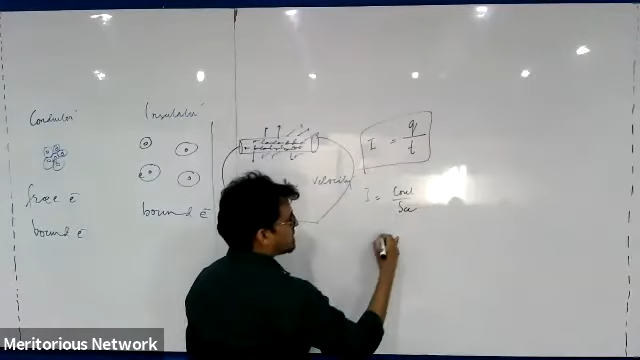 Conductor
free e
bound e
Insulator
bound e
velocity
I = q/t
I = Coul/Sec
Meritorious Network